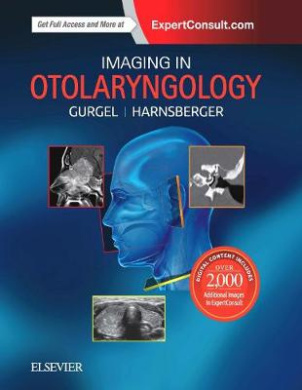 Get Full Access and More at
ExpertConsult.com
IMAGING IN
OTOLARYNGOLOGY
GURGEL | HARNSBERGER
DIGITAL CONTENT INCLUDES
OVER
2,000
Additional Images
in ExpertConsult
ELSEVIER